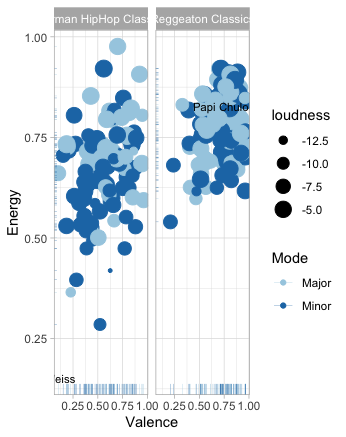 rman HipHop Clas
Reggeaton Classics
1.00
0.75
0.50
0.25
Energy
Papi Chulo
eiss
0.25 0.50 0.75 1.00
0.25 0.50 0.75 1.00
Valence
loudness
-12.5
-10.0
-7.5
-5.0
Mode
Major
Minor